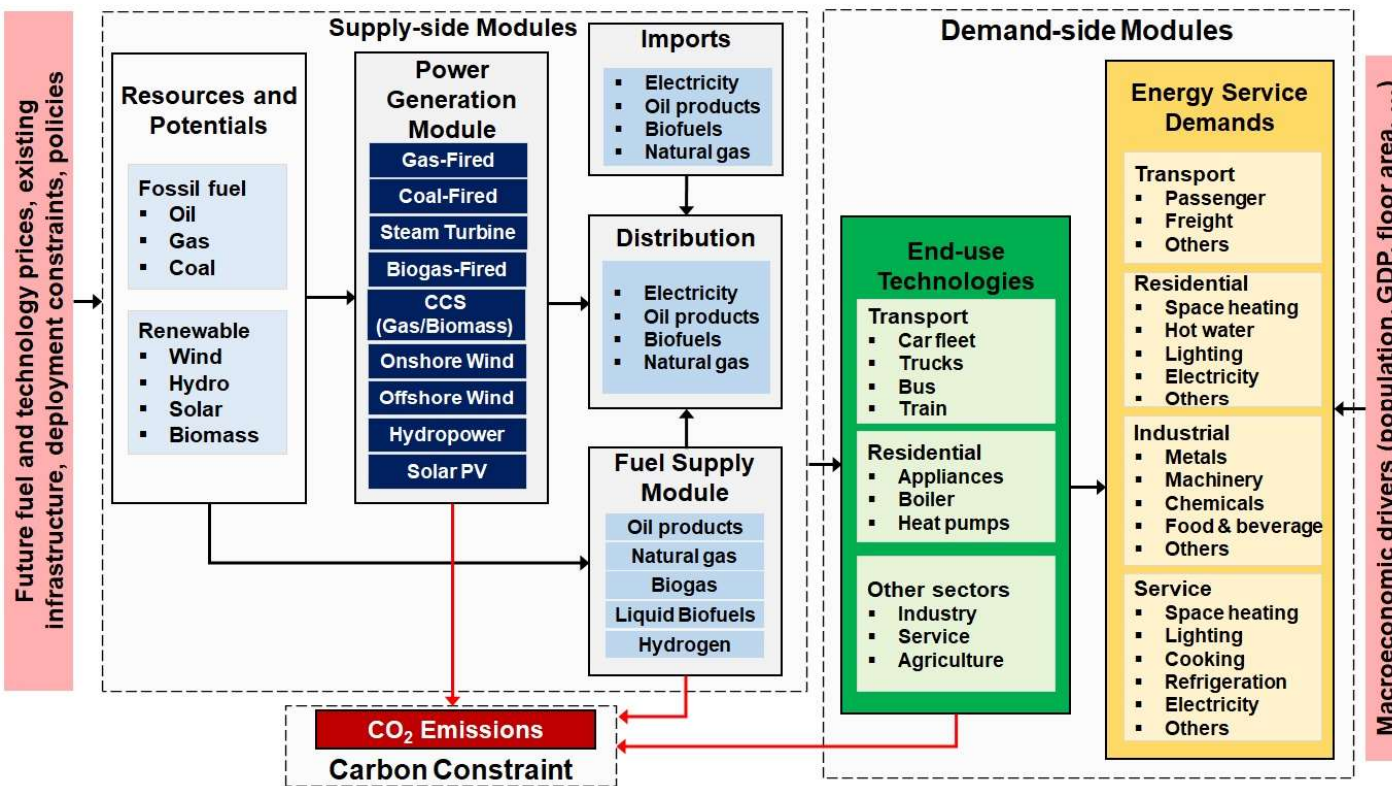 Future fuel and technology prices, existing
infrastructure, deployment constraints, policies
Supply-side Modules
Resources and
Potentials
Fossil fuel
▪ Oil
▪ Gas
▪ Coal
Renewable
▪ Wind
▪ Hydro
▪ Solar
▪ Biomass
Power
Generation
Module
Gas-Fired
Coal-Fired
Steam Turbine
Biogas-Fired
CCS
(Gas/Biomass)
Onshore Wind
Offshore Wind
Hydropower
Solar PV
Imports
▪ Electricity
▪ Oil products
▪ Biofuels
▪ Natural gas
Distribution
▪ Electricity
▪ Oil products
▪ Biofuels
▪ Natural gas
Fuel Supply
Module
Oil products
Natural gas
Biogas
Liquid Biofuels
Hydrogen
CO₂ Emissions
Carbon Constraint
Demand-side Modules
End-use
Technologies
Transport
▪ Car fleet
▪ Trucks
▪ Bus
▪ Train
Residential
▪ Appliances
▪ Boiler
▪ Heat pumps
Other sectors
▪ Industry
▪ Service
▪ Agriculture
Energy Service
Demands
Transport
▪ Passenger
▪ Freight
▪ Others
Residential
▪ Space heating
▪ Hot water
▪ Lighting
▪ Electricity
▪ Others
Industrial
▪ Metals
▪ Machinery
▪ Chemicals
▪ Food & beverage
▪ Others
Service
▪ Space heating
▪ Lighting
▪ Cooking
▪ Refrigeration
▪ Electricity
▪ Others
Macroeconomic drivers (population, GDP, floor area, ...)